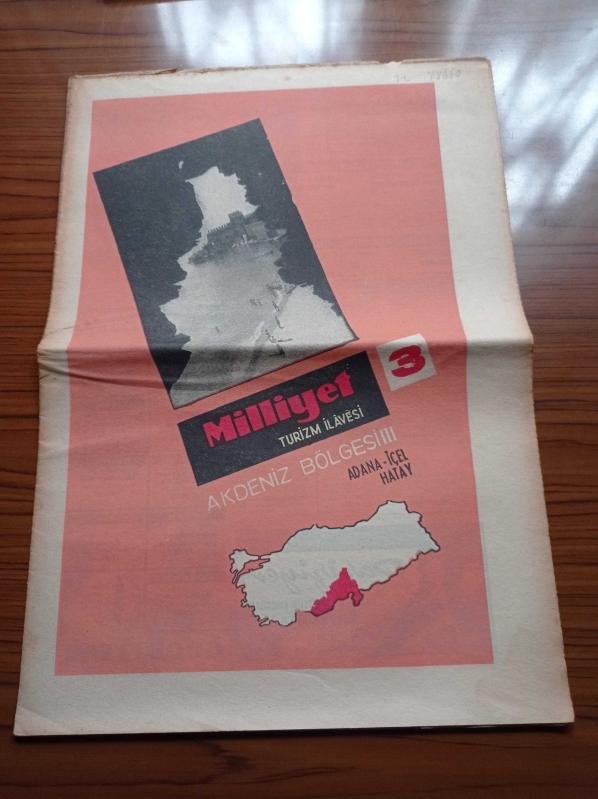 3
Milliyet
TURİZM İLÂVESİ
AKDENİZ BÖLGESİ III
ADANA-İÇEL
HATAY